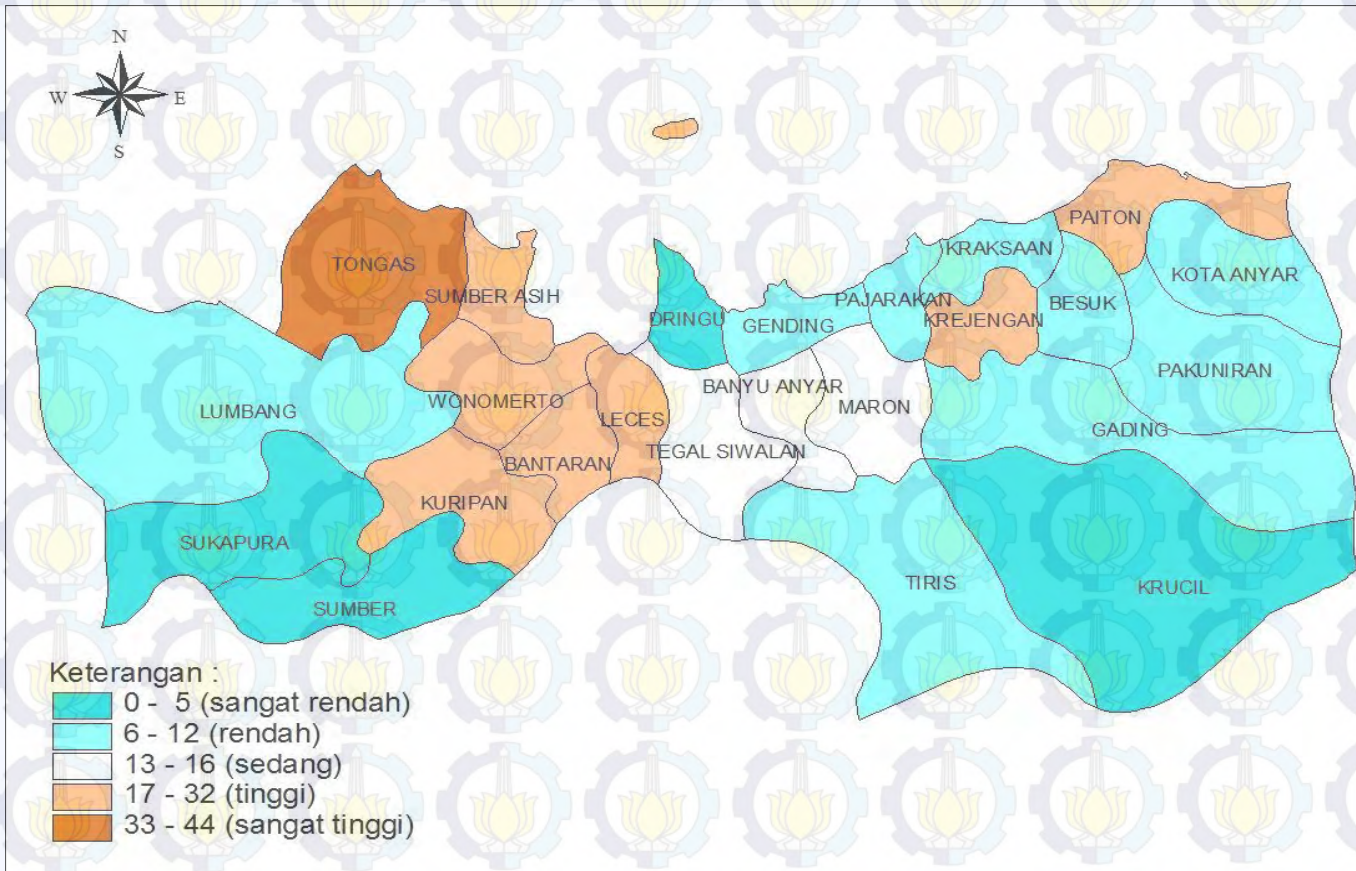 N
W E
S
TONGAS
SUMBER ASIH
PAITON
KRAKSAAN
KOTA ANYAR
PAJARAKAN
BESUK
DRINGU
GENDING
KREJENGAN
PAKUNIRAN
BANYU ANYAR
LUMBANG
WONOMERTO
MARON
LECES
GADING
TEGAL SIWALAN
BANTARAN
KURIPAN
SUKAPURA
TIRIS
KRUCIL
SUMBER
Keterangan :
0 - 5 (sangat rendah)
6 - 12 (rendah)
13 - 16 (sedang)
17 - 32 (tinggi)
33 - 44 (sangat tinggi)